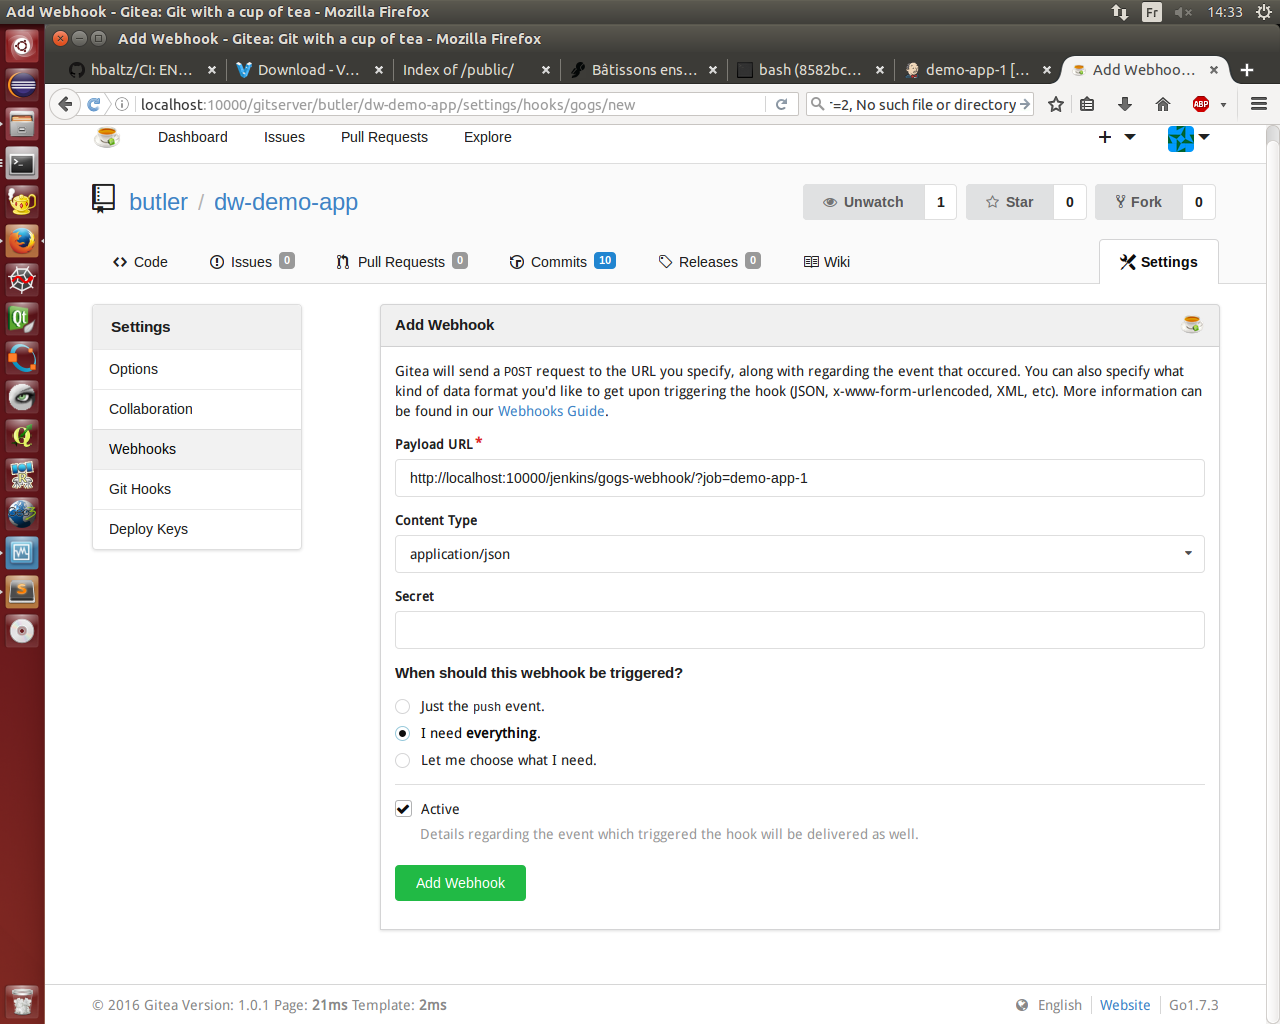 Add Webhook - Gitea: Git with a cup of tea - Mozilla Firefox
Fr
14:33
Add Webhook - Gitea: Git with a cup of tea - Mozilla Firefox
hbaltz/CI: EN...
Download - V...
Index of /public/
Bâtissons ens...
bash (8582bc...
demo-app-1 [...
Add Webhoo...
localhost:10000/gitserver/butler/dw-demo-app/settings/hooks/gogs/new
=2, No such file or directory
ABP
Dashboard
Issues
Pull Requests
Explore
butler / dw-demo-app
Unwatch 1
Star 0
Fork 0
Code
Issues 0
Pull Requests 0
Commits 10
Releases 0
Wiki
Settings
Settings
Options
Collaboration
Webhooks
Git Hooks
Deploy Keys
Add Webhook
Gitea will send a POST request to the URL you specify, along with regarding the event that occured. You can also specify what
kind of data format you'd like to get upon triggering the hook (JSON, x-www-form-urlencoded, XML, etc). More information can
be found in our Webhooks Guide.
Payload URL*
http://localhost:10000/jenkins/gogs-webhook/?job=demo-app-1
Content Type
application/json
Secret
When should this webhook be triggered?
Just the push event.
I need everything.
Let me choose what I need.
Active
Details regarding the event which triggered the hook will be delivered as well.
Add Webhook
© 2016 Gitea Version: 1.0.1 Page: 21ms Template: 2ms
English
Website
Go1.7.3